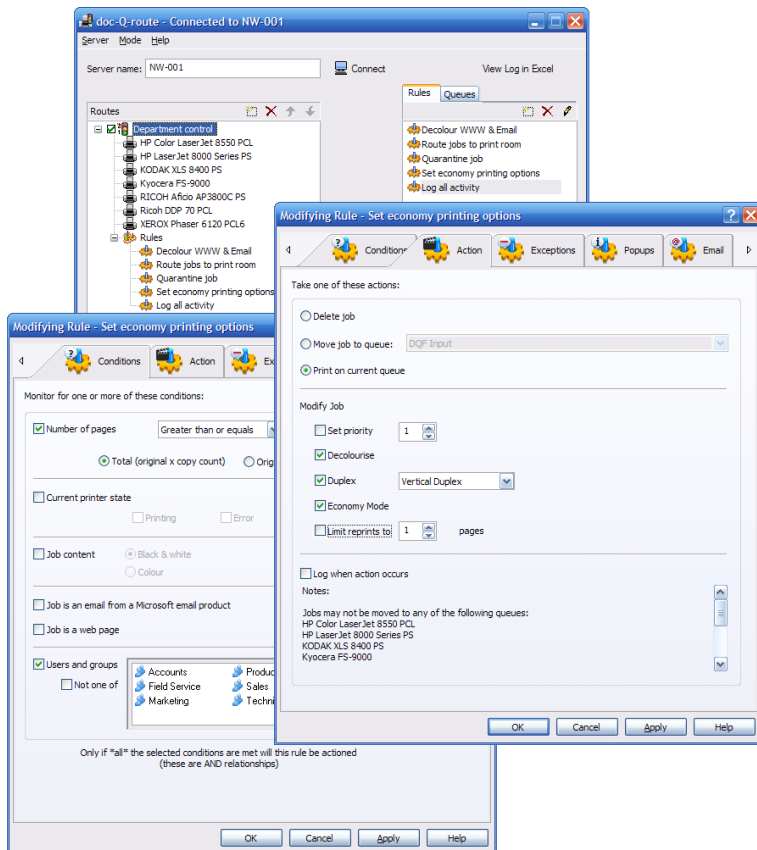 doc-Q-route - Connected to NW-001
Server Mode Help
Server name: NW-001 Connect View Log in Excel
Routes
Department control
HP Color LaserJet 8550 PCL
HP LaserJet 8000 Series PS
KODAK XLS 8400 PS
Kyocera FS-9000
RICOH Aficio AP3800C PS
Ricoh DDP 70 PCL
XEROX Phaser 6120 PCL6
Rules
Decolour WWW & Email
Route jobs to print room
Quarantine job
Set economy printing options
Log all activity
Rules Queues
Decolour WWW & Email
Route jobs to print room
Quarantine job
Set economy printing options
Log all activity
Modifying Rule - Set economy printing options
Conditions Action Exceptions Popups Email
Take one of these actions:
Delete job
Move job to queue: DQF Input
Print on current queue
Modify Job
Set priority 1
Decolourise
Duplex Vertical Duplex
Economy Mode
Limit reprints to 1 pages
Log when action occurs
Notes:
Jobs may not be moved to any of the following queues:
HP Color LaserJet 8550 PCL
HP LaserJet 8000 Series PS
KODAK XLS 8400 PS
Kyocera FS-9000
OK Cancel Apply Help
Modifying Rule - Set economy printing options
Conditions Action Ex
Monitor for one or more of these conditions:
Number of pages Greater than or equals
Total (original x copy count) Orig
Current printer state
Printing Error
Job content Black & white
Colour
Job is an email from a Microsoft email product
Job is a web page
Users and groups
Not one of
Accounts Produc
Field Service Sales
Marketing Techni
Only if *all* the selected conditions are met will this rule be actioned
(these are AND relationships)
OK Cancel Apply Help